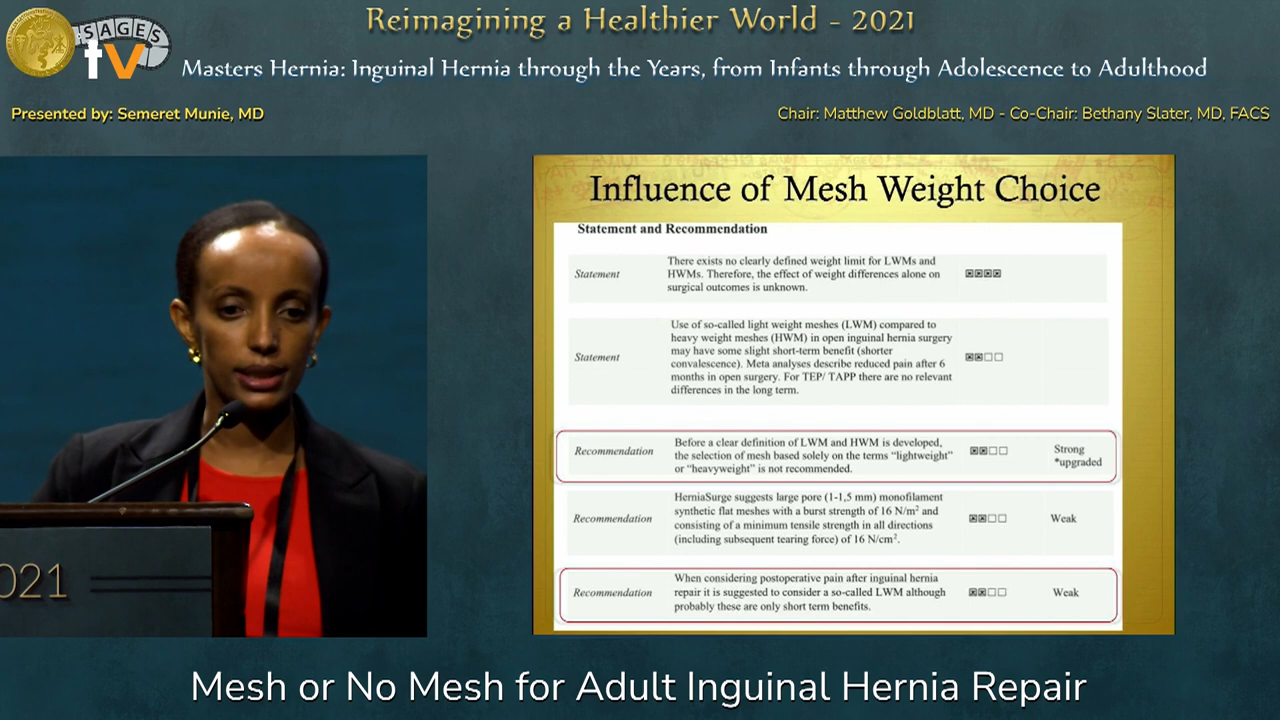 Reimagining a Healthier World - 2021
SAGES
tv
Masters Hernia: Inguinal Hernia through the Years, from Infants through Adolescence to Adulthood
Presented by: Semeret Munie, MD
Chair: Matthew Goldblatt, MD - Co-Chair: Bethany Slater, MD, FACS
021
Influence of Mesh Weight Choice
Statement and Recommendation
Statement
There exists no clearly defined weight limit for LWMs and
HWMs. Therefore, the effect of weight differences alone on
surgical outcomes is unknown.
Statement
Use of so-called light weight meshes (LWM) compared to
heavy weight meshes (HWM) in open inguinal hernia surgery
may have some slight short-term benefit (shorter
convalescence). Meta analyses describe reduced pain after 6
months in open surgery. For TEP/ TAPP there are no relevant
differences in the long term.
Recommendation
Before a clear definition of LWM and HWM is developed,
the selection of mesh based solely on the terms “lightweight”
or “heavyweight” is not recommended.
Strong
*upgraded
Recommendation
HerniaSurge suggests large pore (1-1,5 mm) monofilament
synthetic flat meshes with a burst strength of 16 N/m² and
consisting of a minimum tensile strength in all directions
(including subsequent tearing force) of 16 N/cm².
Weak
Recommendation
When considering postoperative pain after inguinal hernia
repair it is suggested to consider a so-called LWM although
probably these are only short term benefits.
Weak
Mesh or No Mesh for Adult Inguinal Hernia Repair